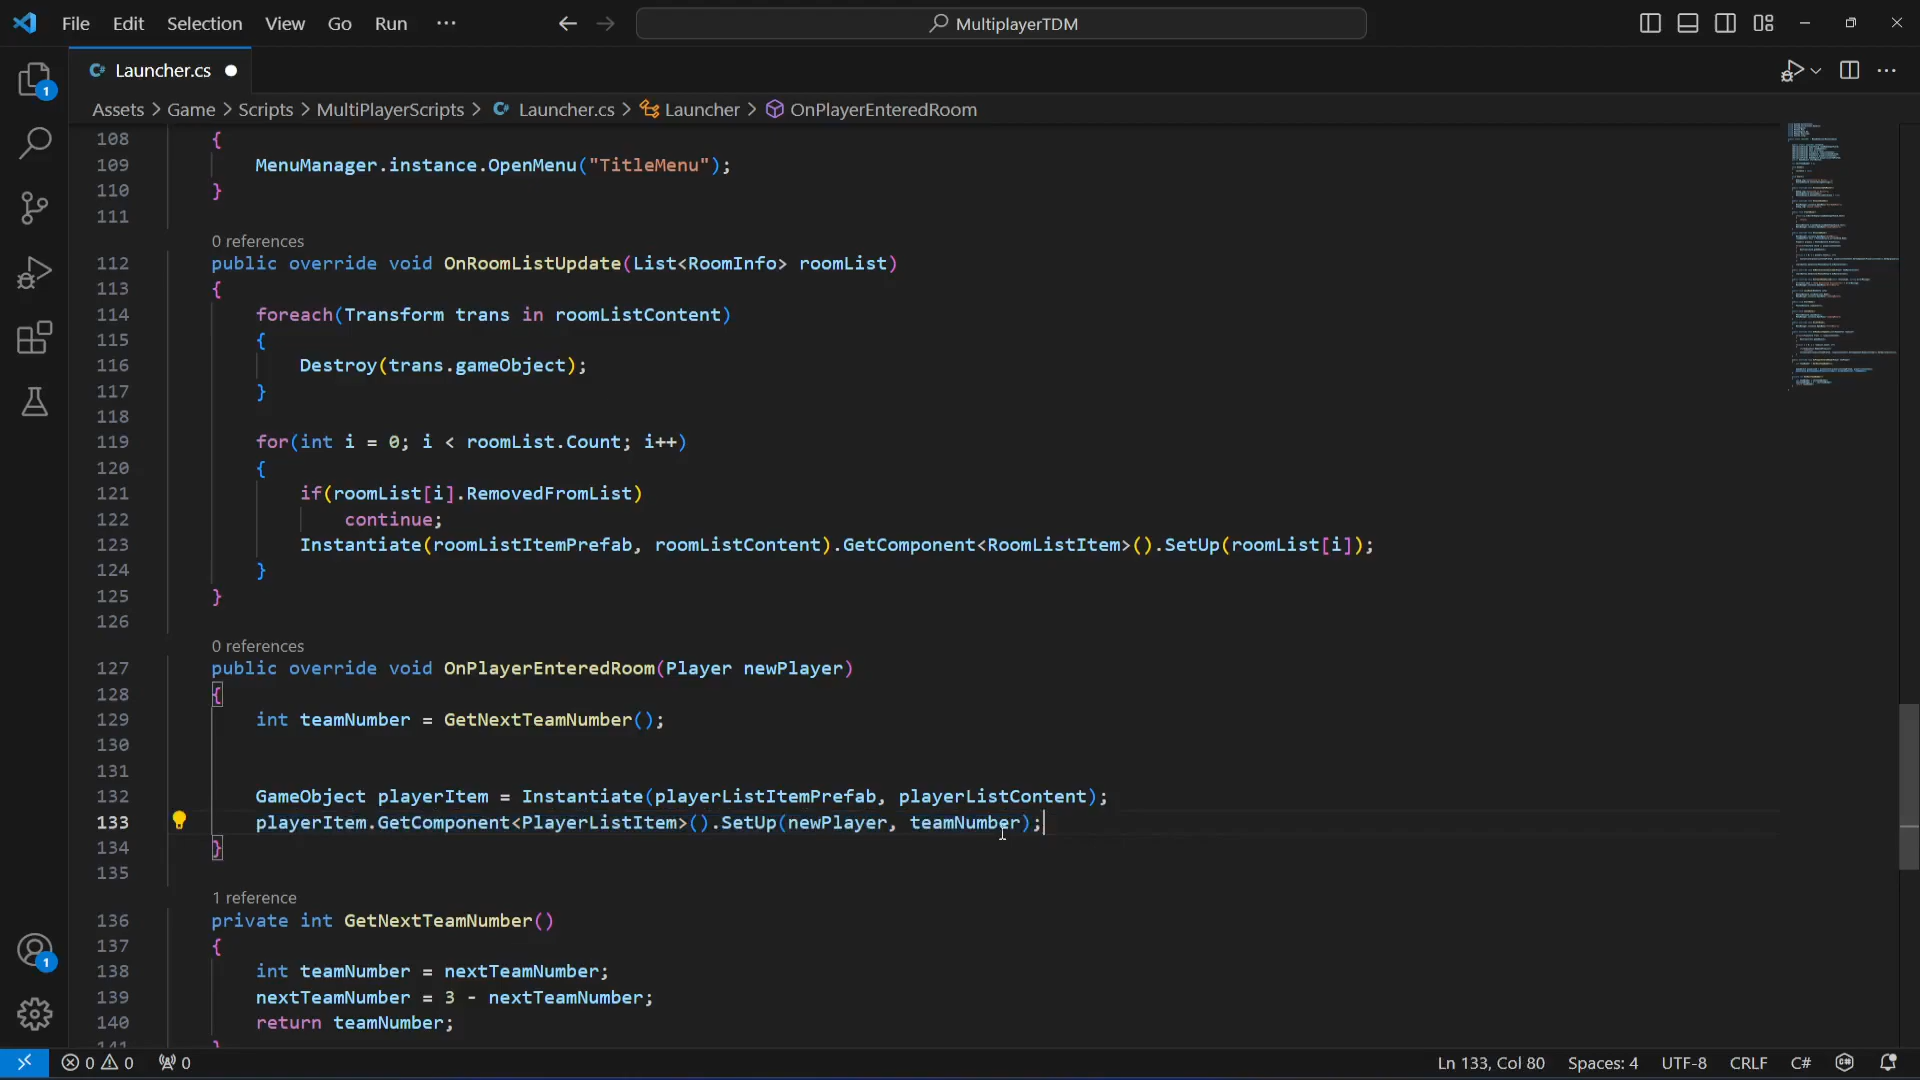 File Edit Selection View Go Run ··· MultiplayerTDM
Launcher.cs
Assets > Game > Scripts > MultiPlayerScripts > Launcher.cs > Launcher > OnPlayerEnteredRoom
108 {
109 MenuManager.instance.OpenMenu("TitleMenu");
110 }
111
0 references
112 public override void OnRoomListUpdate(List<RoomInfo> roomList)
113 {
114 foreach(Transform trans in roomListContent)
115 {
116 Destroy(trans.gameObject);
117 }
118
119 for(int i = 0; i < roomList.Count; i++)
120 {
121 if(roomList[i].RemovedFromList)
122 continue;
123 Instantiate(roomListItemPrefab, roomListContent).GetComponent<RoomListItem>().SetUp(roomList[i]);
124 }
125 }
126
0 references
127 public override void OnPlayerEnteredRoom(Player newPlayer)
128 {
129 int teamNumber = GetNextTeamNumber();
130
131
132 GameObject playerItem = Instantiate(playerListItemPrefab, playerListContent);
133 playerItem.GetComponent<PlayerListItem>().SetUp(newPlayer, teamNumber);
134 }
135
1 reference
136 private int GetNextTeamNumber()
137 {
138 int teamNumber = nextTeamNumber;
139 nextTeamNumber = 3 - nextTeamNumber;
140 return teamNumber;
141 }
1
1
0 0 0 Ln 133, Col 80 Spaces: 4 UTF-8 CRLF C#